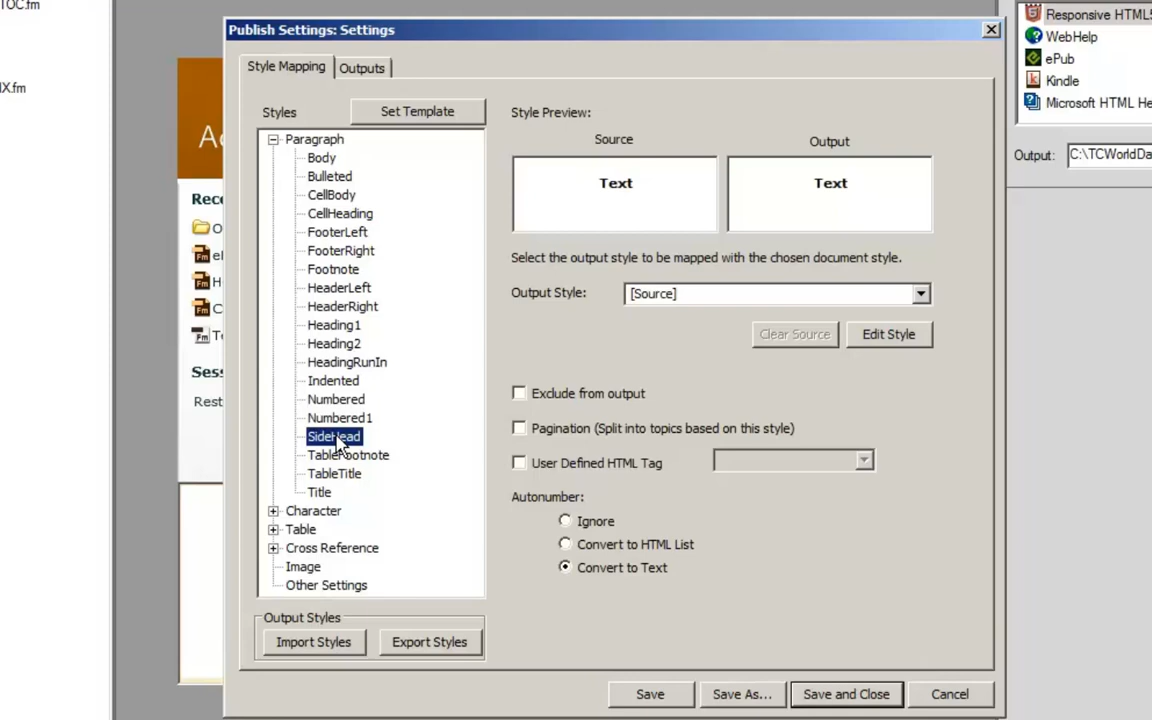 TOC.fm
IX.fm
Publish Settings: Settings
Style Mapping
Outputs
Styles
Set Template
Paragraph
Body
Bulleted
CellBody
CellHeading
FooterLeft
FooterRight
Footnote
HeaderLeft
HeaderRight
Heading1
Heading2
HeadingRunIn
Indented
Numbered
Numbered1
SideHead
TableFootnote
TableTitle
Title
Character
Table
Cross Reference
Image
Other Settings
Output Styles
Import Styles
Export Styles
Style Preview:
Source
Output
Text
Text
Select the output style to be mapped with the chosen document style.
Output Style:
[Source]
Clear Source
Edit Style
Exclude from output
Pagination (Split into topics based on this style)
User Defined HTML Tag
Autonumber:
Ignore
Convert to HTML List
Convert to Text
Save
Save As...
Save and Close
Cancel
Responsive HTML5
WebHelp
ePub
Kindle
Microsoft HTML He
Output:
C:\TCWorldDa
A
Rece
O
Fm e
Fm H
Fm C
Fm T
Sess
Rest